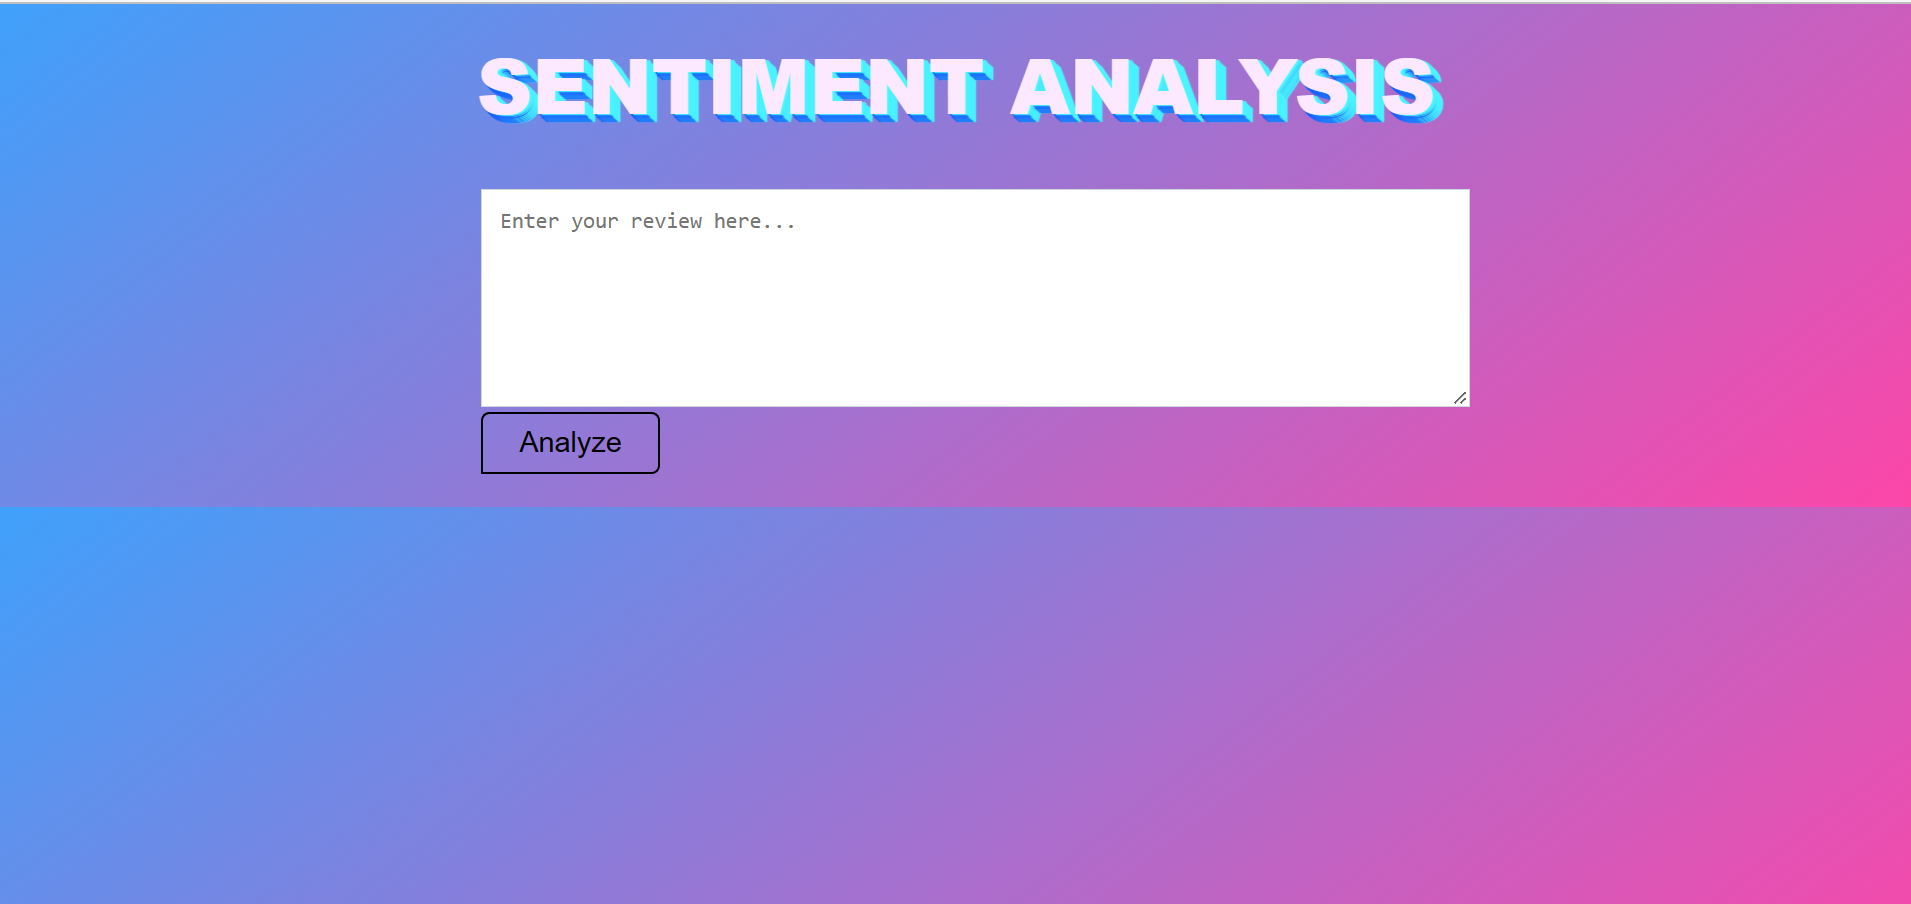 SENTIMENT ANALYSIS
Enter your review here...
Analyze